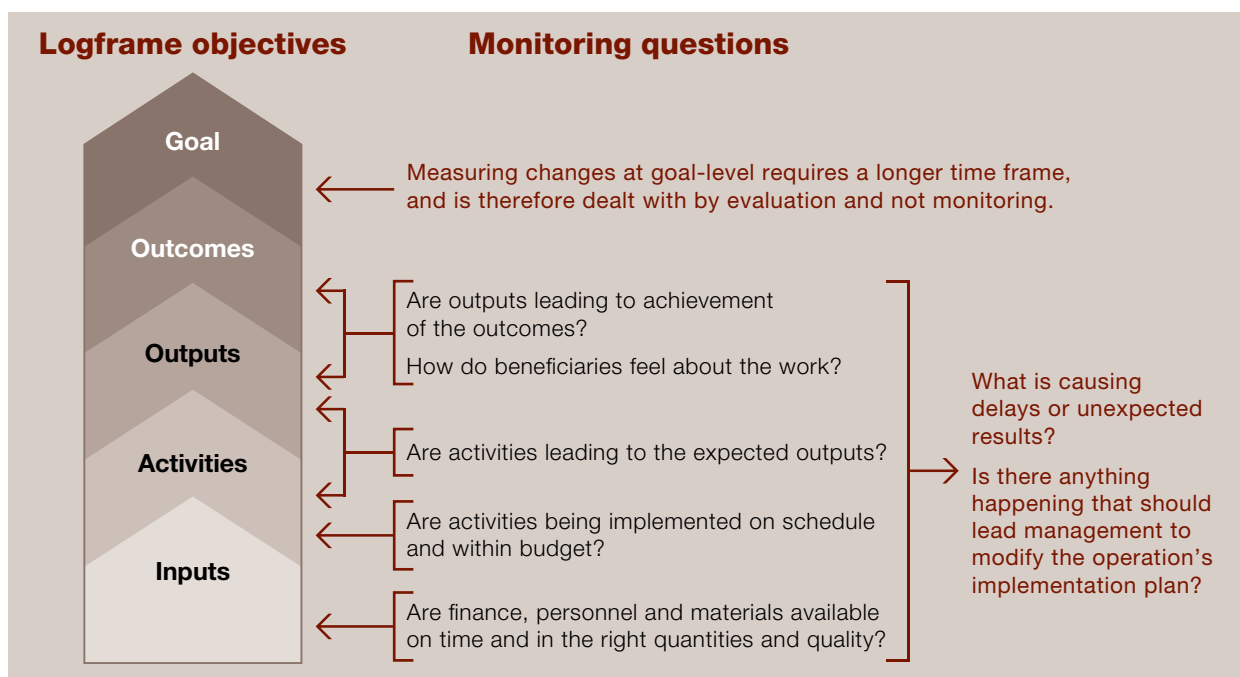 Logframe objectives
Monitoring questions
Goal
Measuring changes at goal-level requires a longer time frame,
and is therefore dealt with by evaluation and not monitoring.
Outcomes
Are outputs leading to achievement
of the outcomes?
How do beneficiaries feel about the work?
Outputs
Are activities leading to the expected outputs?
Activities
Are activities being implemented on schedule
and within budget?
Inputs
Are finance, personnel and materials available
on time and in the right quantities and quality?
What is causing
delays or unexpected
results?
Is there anything
happening that should
lead management to
modify the operation’s
implementation plan?